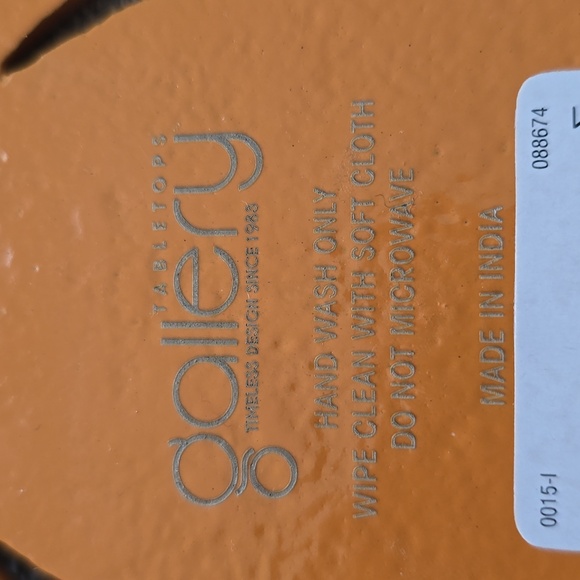 TABLETOPS
gallery
TIMELESS DESIGN SINCE 1983
HAND WASH ONLY
WIPE CLEAN WITH SOFT CLOTH
DO NOT MICROWAVE
MADE IN INDIA
0015-I 088674